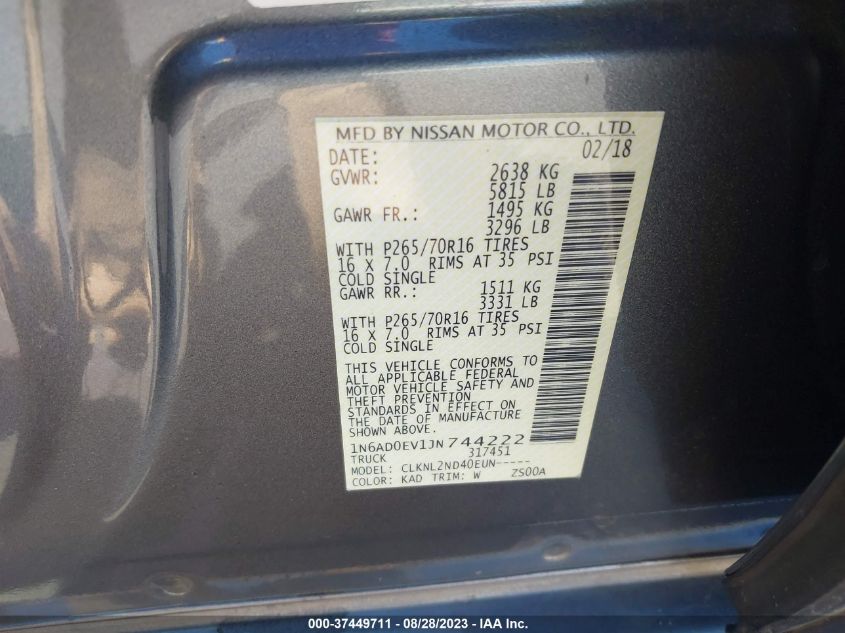 MFD BY NISSAN MOTOR CO., LTD.
DATE: 02/18
GVWR: 2638 KG
5815 LB
GAWR FR.: 1495 KG
3296 LB
WITH P265/70R16 TIRES
16 X 7.0 RIMS AT 35 PSI
COLD SINGLE
GAWR RR.: 1511 KG
3331 LB
WITH P265/70R16 TIRES
16 X 7.0 RIMS AT 35 PSI
COLD SINGLE
THIS VEHICLE CONFORMS TO
ALL APPLICABLE FEDERAL
MOTOR VEHICLE SAFETY AND
THEFT PREVENTION
STANDARDS IN EFFECT ON
THE DATE OF MANUFACTURE
SHOWN ABOVE.
1N6AD0EV1JN744222
TRUCK 317451
MODEL: CLKNL2ND40EUN-----
COLOR: KAD TRIM: W ZS00A
000-37449711 - 08/28/2023 - IAA Inc.